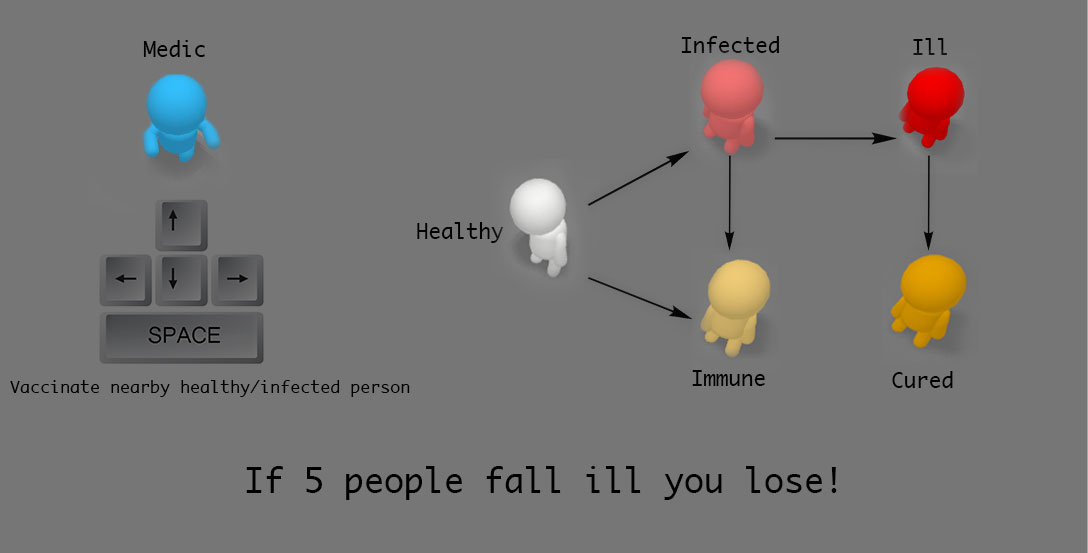 Medic
↑
← ↓ →
SPACE
Vaccinate nearby healthy/infected person
Healthy
Infected
Ill
Immune
Cured
If 5 people fall ill you lose!